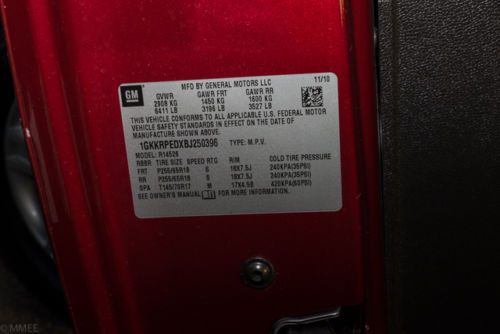 MFD BY GENERAL MOTORS LLC 11/10
GM
GVWR GAWR FRT GAWR RR
2908 KG 1450 KG 1600 KG
6411 LB 3196 LB 3527 LB
THIS VEHICLE CONFORMS TO ALL APPLICABLE U.S. FEDERAL MOTOR
VEHICLE SAFETY STANDARDS IN EFFECT ON THE DATE OF
MANUFACTURE SHOWN ABOVE.
1GKKRPEDXBJ250396 TYPE: M.P.V.
MODEL: R14526
TIRE SIZE SPEED RTG RIM COLD TIRE PRESSURE
FRT P255/65R18 S 18X7.5J 240KPA(35PSI)
RR P255/65R18 S 18X7.5J 240KPA(35PSI)
SPA T145/70R17 M 17X4.5B 420KPA(60PSI)
SEE OWNER'S MANUAL FOR MORE INFORMATION.
© MMEE